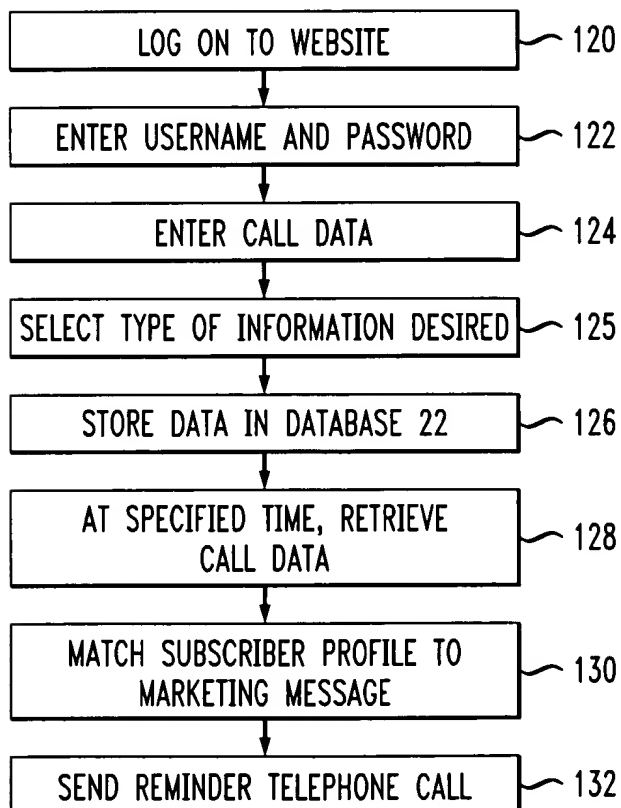 LOG ON TO WEBSITE 120
ENTER USERNAME AND PASSWORD 122
ENTER CALL DATA 124
SELECT TYPE OF INFORMATION DESIRED 125
STORE DATA IN DATABASE 22 126
AT SPECIFIED TIME, RETRIEVE
CALL DATA 128
MATCH SUBSCRIBER PROFILE TO
MARKETING MESSAGE 130
SEND REMINDER TELEPHONE CALL 132